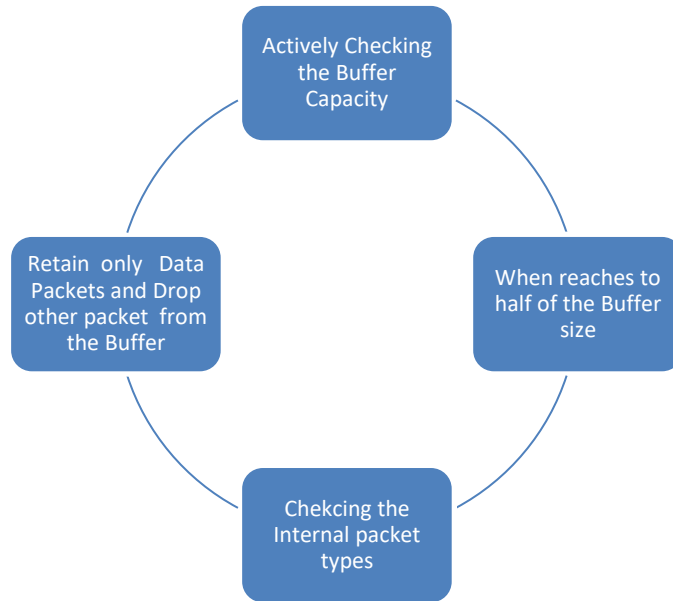 Actively Checking
the Buffer
Capacity
When reaches to
half of the Buffer
size
Chekcing the
Internal packet
types
Retain only Data
Packets and Drop
other packet from
the Buffer